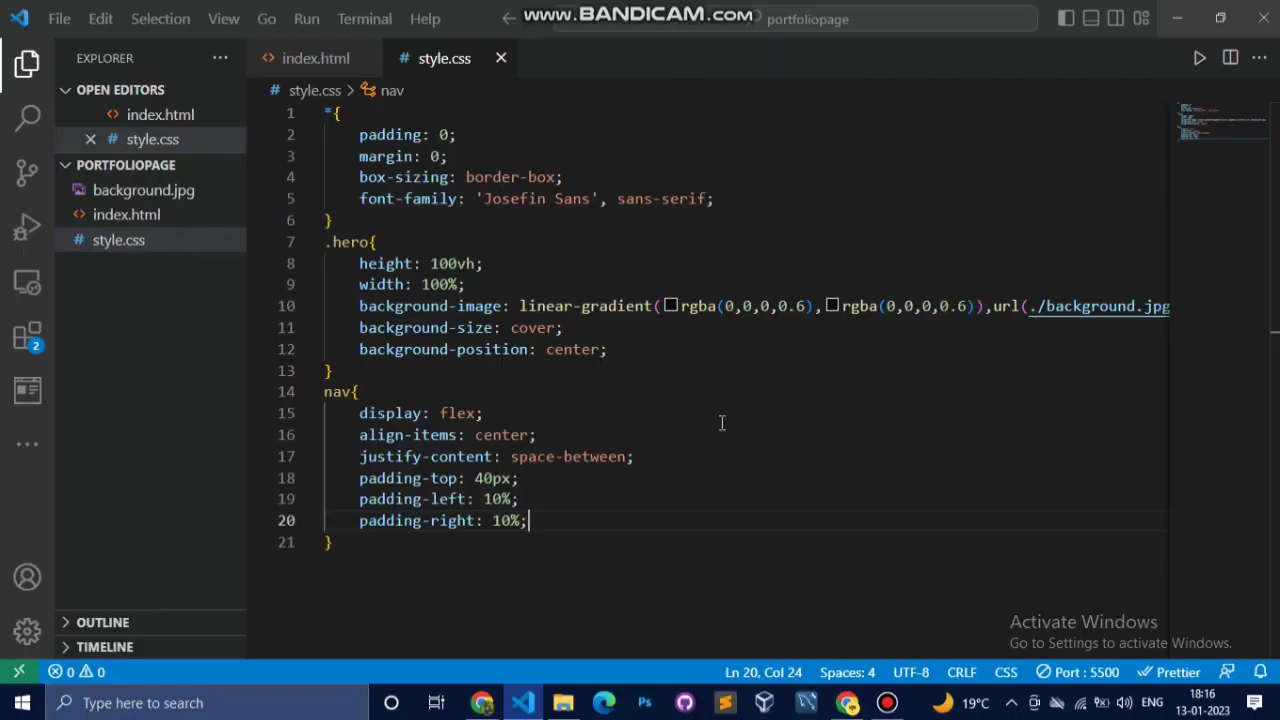 File Edit Selection View Go Run Terminal Help
www.BANDICAM.com
portfoliopage
EXPLORER
index.html
style.css
OPEN EDITORS
index.html
style.css
PORTFOLIOPAGE
background.jpg
index.html
style.css
OUTLINE
TIMELINE
style.css > nav
1 *{
2 padding: 0;
3 margin: 0;
4 box-sizing: border-box;
5 font-family: 'Josefin Sans', sans-serif;
6 }
7 .hero{
8 height: 100vh;
9 width: 100%;
10 background-image: linear-gradient(rgba(0,0,0,0.6),rgba(0,0,0,0.6)),url(./background.jpg
11 background-size: cover;
12 background-position: center;
13 }
14 nav{
15 display: flex;
16 align-items: center;
17 justify-content: space-between;
18 padding-top: 40px;
19 padding-left: 10%;
20 padding-right: 10%;
21 }
2
Activate Windows
Go to Settings to activate Windows.
0 0
Ln 20, Col 24 Spaces: 4 UTF-8 CRLF CSS Port : 5500 Prettier
Type here to search
Ps
19°C
ENG
18:16
13-01-2023